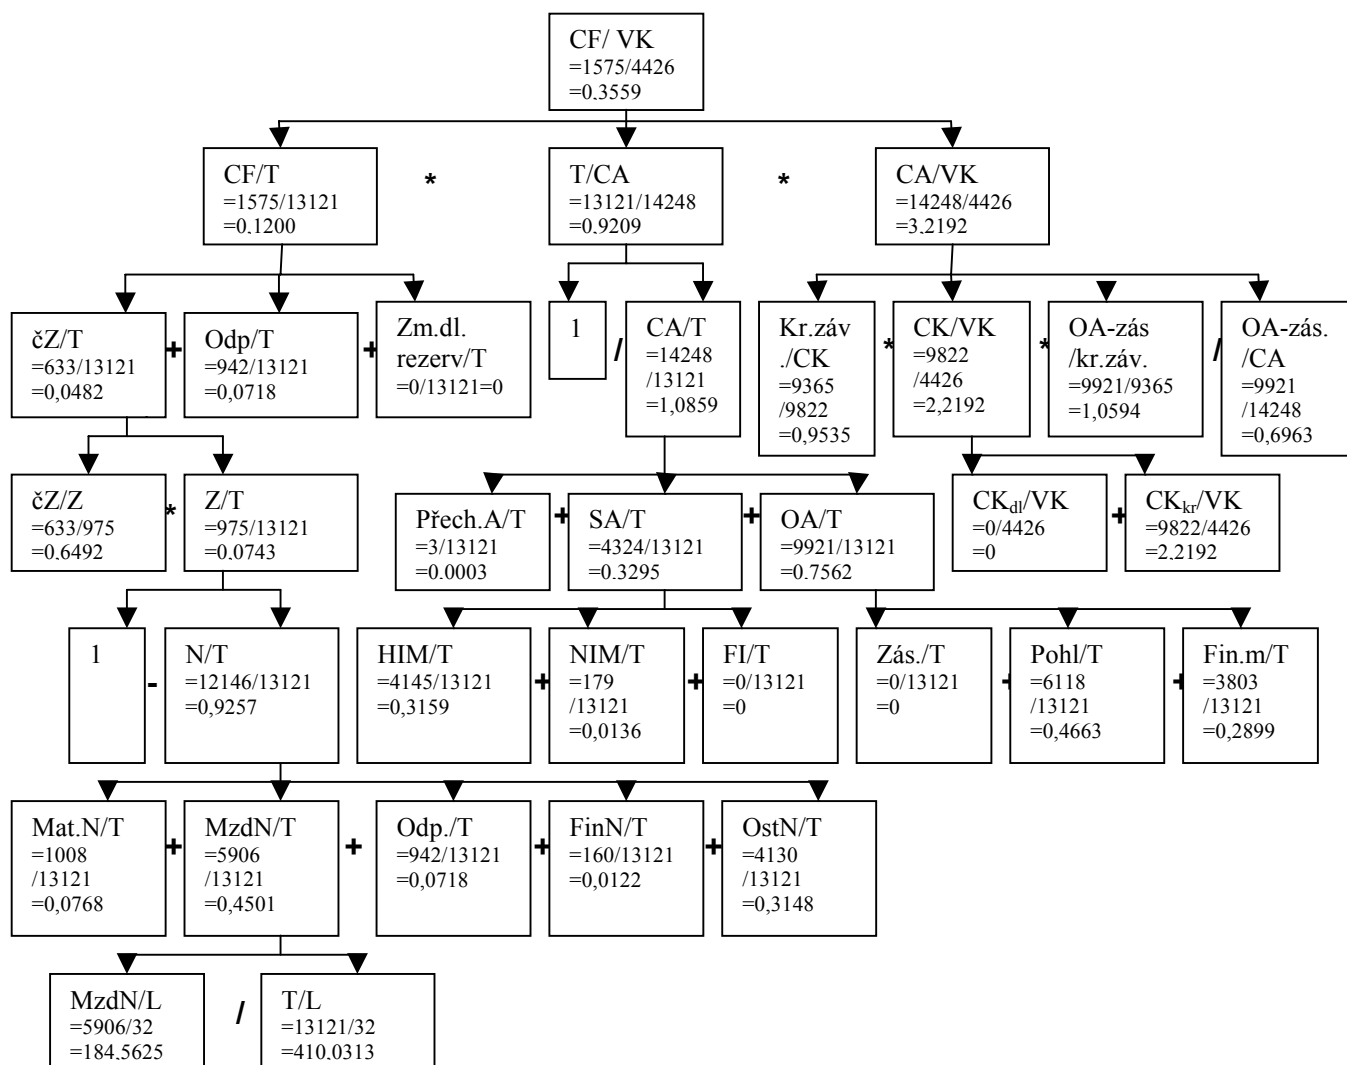 CF/ VK
=1575/4426
=0.3559
CF/T
=1575/13121
=0,1200
*
T/CA
=13121/14248
=0.9209
*
CA/VK
=14248/4426
=3,2192
čZ/T
=633/13121
=0,0482
+
Odp/T
=942/13121
=0,0718
+
Zm.dl.
rezerv/T
=0/13121=0
1
/
CA/T
=14248
/13121
=1,0859
Kr.záv
./CK
=9365
/9822
=0,9535
*
CK/VK
=9822
/4426
=2,2192
*
OA-zás
/kr.záv.
=9921/9365
=1,0594
/
OA-zás.
/CA
=9921
/14248
=0,6963
čZ/Z
=633/975
=0.6492
*
Z/T
=975/13121
=0.0743
Přech.A/T
=3/13121
=0.0003
+
SA/T
=4324/13121
=0.3295
+
OA/T
=9921/13121
=0.7562
CKdl/VK
=0/4426
=0
+
CKkr/VK
=9822/4426
=2,2192
1
-
N/T
=12146/13121
=0,9257
HIM/T
=4145/13121
=0,3159
+
NIM/T
=179
/13121
=0,0136
+
FI/T
=0/13121
=0
Zás./T
=0/13121
=0
+
Pohl/T
=6118
/13121
=0,4663
+
Fin.m/T
=3803
/13121
=0,2899
Mat.N/T
=1008
/13121
=0,0768
+
MzdN/T
=5906
/13121
=0,4501
+
Odp./T
=942/13121
=0,0718
+
FinN/T
=160/13121
=0,0122
+
OstN/T
=4130
/13121
=0,3148
MzdN/L
=5906/32
=184.5625
/
T/L
=13121/32
=410.0313